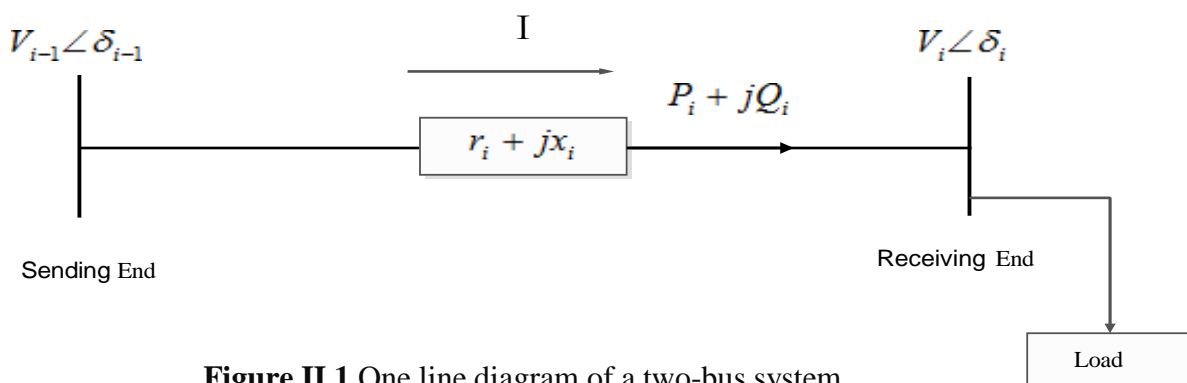 I
V_{i-1}∠δ_{i-1}
V_i∠δ_i
P_i + jQ_i
r_i + jx_i
Sending End
Receiving End
Load
Figure II.1 One line diagram of a two-bus system